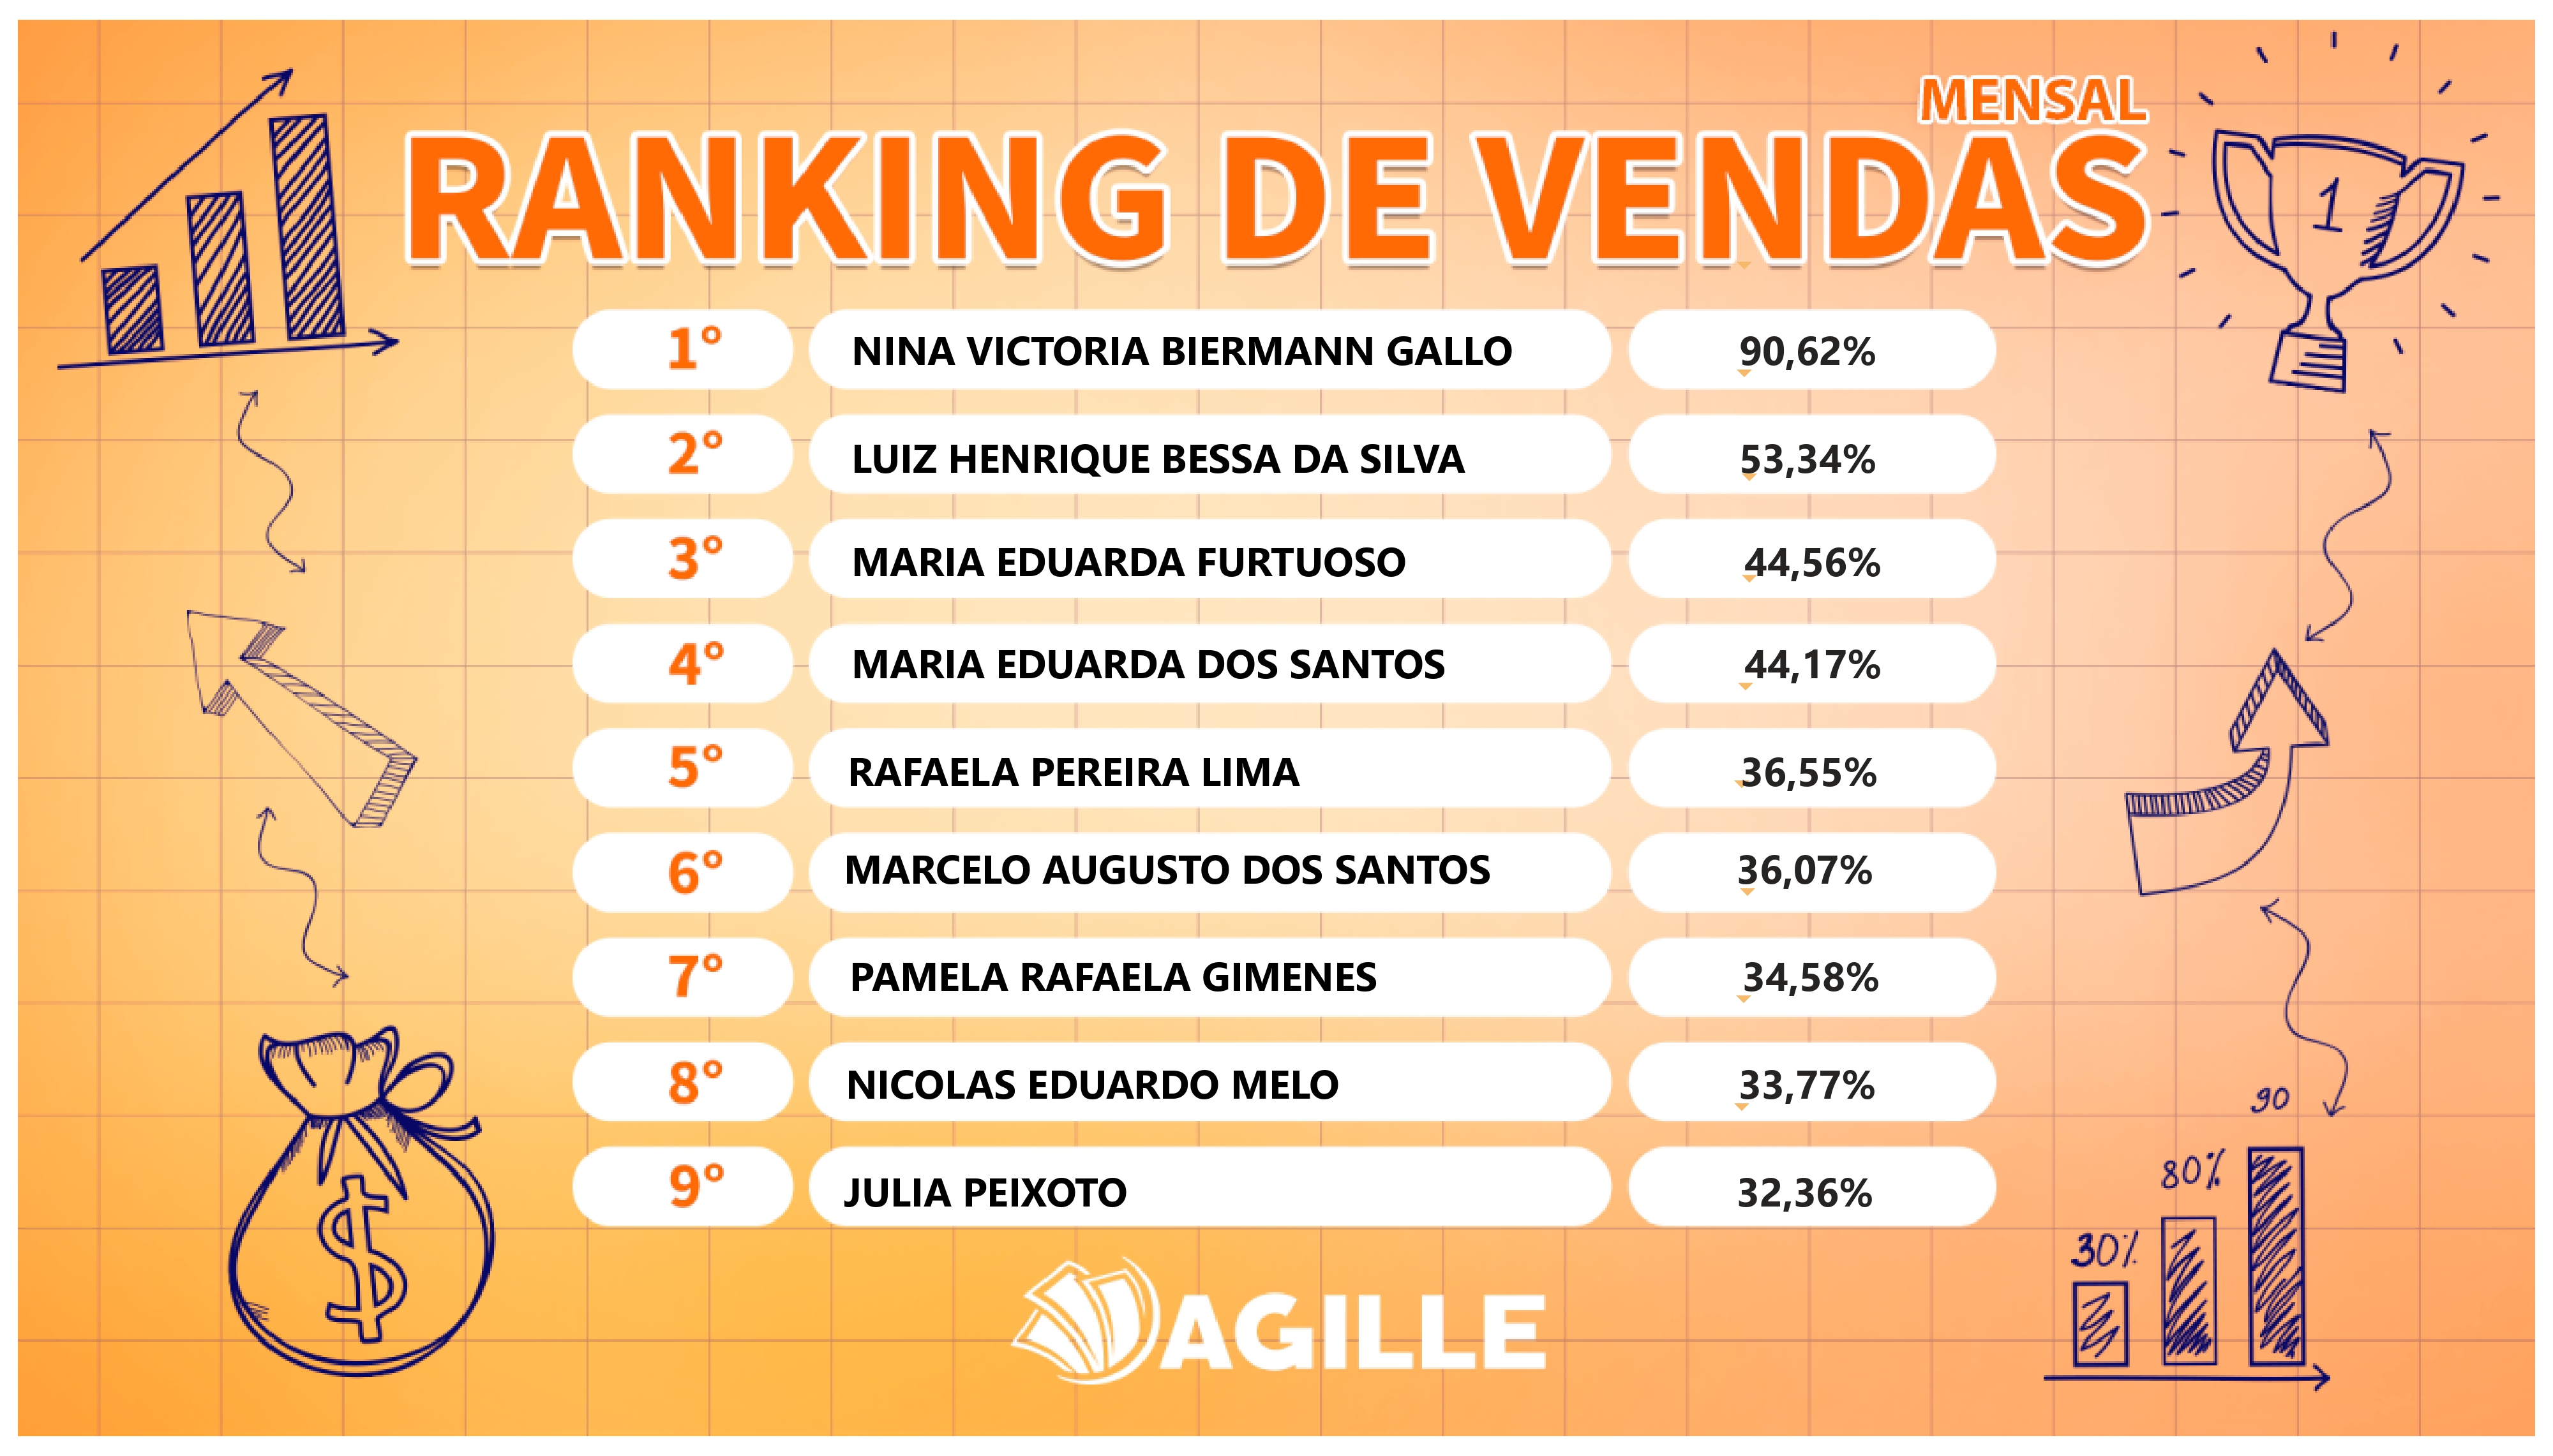 MENSAL
RANKING DE VENDAS
1° NINA VICTORIA BIERMANN GALLO 90,62%
2° LUIZ HENRIQUE BESSA DA SILVA 53,34%
3° MARIA EDUARDA FURTUOSO 44,56%
4° MARIA EDUARDA DOS SANTOS 44,17%
5° RAFAELA PEREIRA LIMA 36,55%
6° MARCELO AUGUSTO DOS SANTOS 36,07%
7° PAMELA RAFAELA GIMENES 34,58%
8° NICOLAS EDUARDO MELO 33,77%
9° JULIA PEIXOTO 32,36%
1
$
30%
80%
90
AGILLE